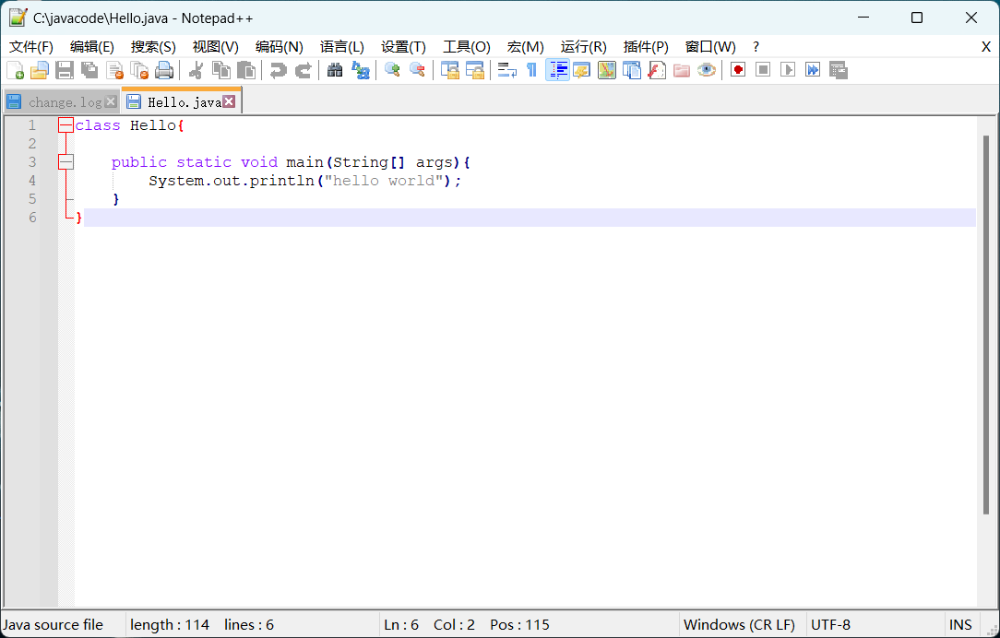 C:\javacode\Hello.java - Notepad++
文件(F) 编辑(E) 搜索(S) 视图(V) 编码(N) 语言(L) 设置(T) 工具(O) 宏(M) 运行(R) 插件(P) 窗口(W) ? X
change.log Hello.java
1 class Hello{
2
3     public static void main(String[] args){
4         System.out.println("hello world");
5     }
6 }
Java source file length : 114 lines : 6 Ln : 6 Col : 2 Pos : 115 Windows (CR LF) UTF-8 INS